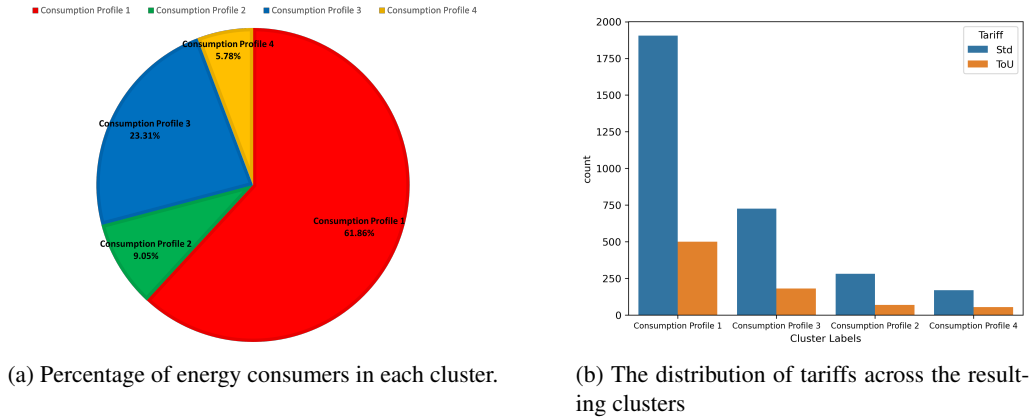 Consumption Profile 1 Consumption Profile 2 Consumption Profile 3 Consumption Profile 4
Consumption Profile 4
5.78%
Consumption Profile 3
23.31%
Consumption Profile 1
61.86%
Consumption Profile 2
9.05%
(a) Percentage of energy consumers in each cluster.
2000
1750
1500
1250
1000
750
500
250
0
count
Tariff
Std
ToU
Consumption Profile 1 Consumption Profile 3 Consumption Profile 2 Consumption Profile 4
Cluster Labels
(b) The distribution of tariffs across the result-
ing clusters